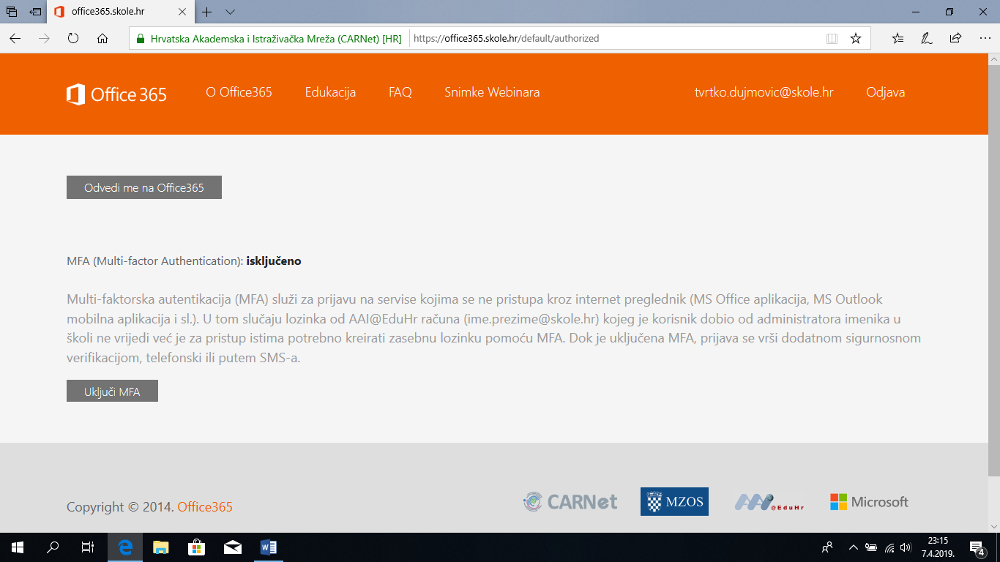 office365.skole.hr
Hrvatska Akademska i Istraživačka Mreža (CARNet) [HR] https://office365.skole.hr/default/authorized
Office 365 O Office365 Edukacija FAQ Snimke Webinara tvrtko.dujmovic@skole.hr Odjava
Odvedi me na Office365
MFA (Multi-factor Authentication): isključeno
Multi-faktorska autentikacija (MFA) služi za prijavu na servise kojima se ne pristupa kroz internet preglednik (MS Office aplikacija, MS Outlook
mobilna aplikacija i sl.). U tom slučaju lozinka od AAI@EduHr računa (ime.prezime@skole.hr) kojeg je korisnik dobio od administratora imenika u
školi ne vrijedi već je za pristup istima potrebno kreirati zasebnu lozinku pomoću MFA. Dok je uključena MFA, prijava se vrši dodatnom sigurnosnom
verifikacijom, telefonski ili putem SMS-a.
Uključi MFA
Copyright © 2014. Office365 CARNet MZOS AAI @EduHr Microsoft
23:15
7.4.2019.
4